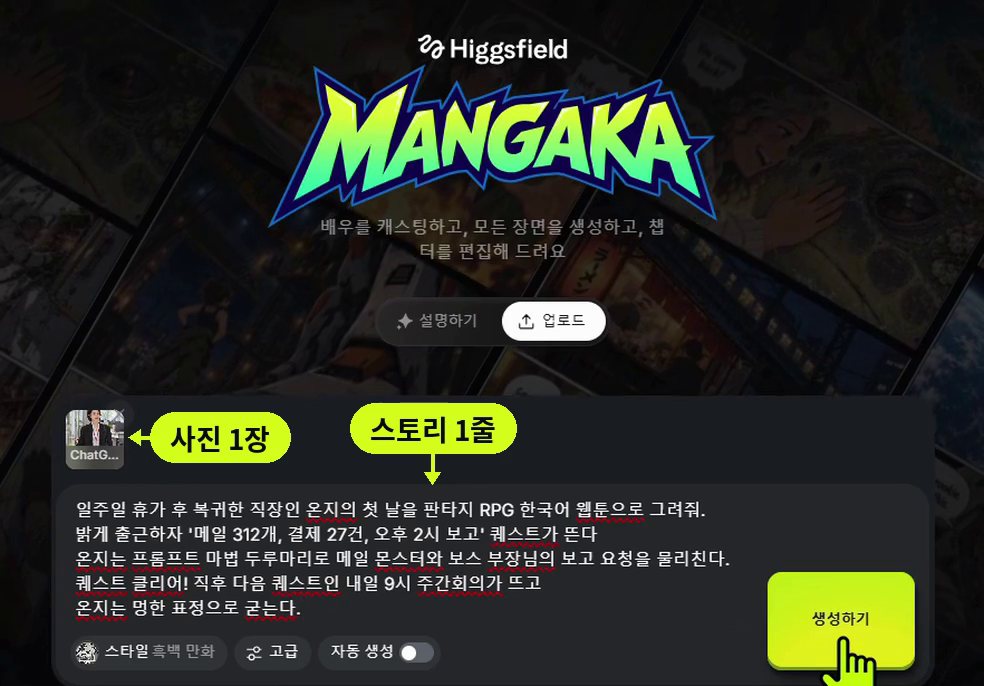 Higgsfield
MANGAKA
배우를 캐스팅하고, 모든 장면을 생성하고, 챕
터를 편집해 드려요
설명하기
업로드
사진 1장
스토리 1줄
ChatG...
일주일 휴가 후 복귀한 직장인 온지의 첫 날을 판타지 RPG 한국어 웹툰으로 그려줘.
밝게 출근하자 '메일 312개, 결제 27건, 오후 2시 보고' 퀘스트가 뜬다
온지는 프롬프트 마법 두루마리로 메일 몬스터와 보스 부장님의 보고 요청을 물리친다.
퀘스트 클리어! 직후 다음 퀘스트인 내일 9시 주간회의가 뜨고
온지는 멍한 표정으로 굳는다.
생성하기
스타일 흑백 만화
고급
자동 생성